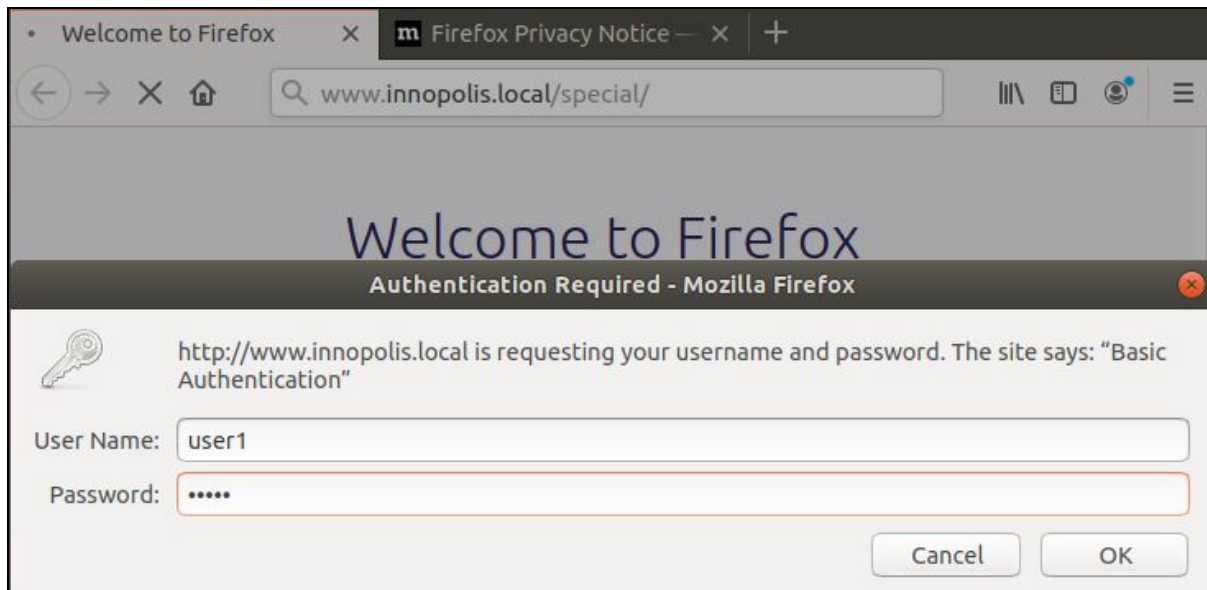 Welcome to Firefox
m Firefox Privacy Notice —
www.innopolis.local/special/
Welcome to Firefox
Authentication Required - Mozilla Firefox
http://www.innopolis.local is requesting your username and password. The site says: “Basic
Authentication”
User Name: user1
Password: •••••
Cancel OK